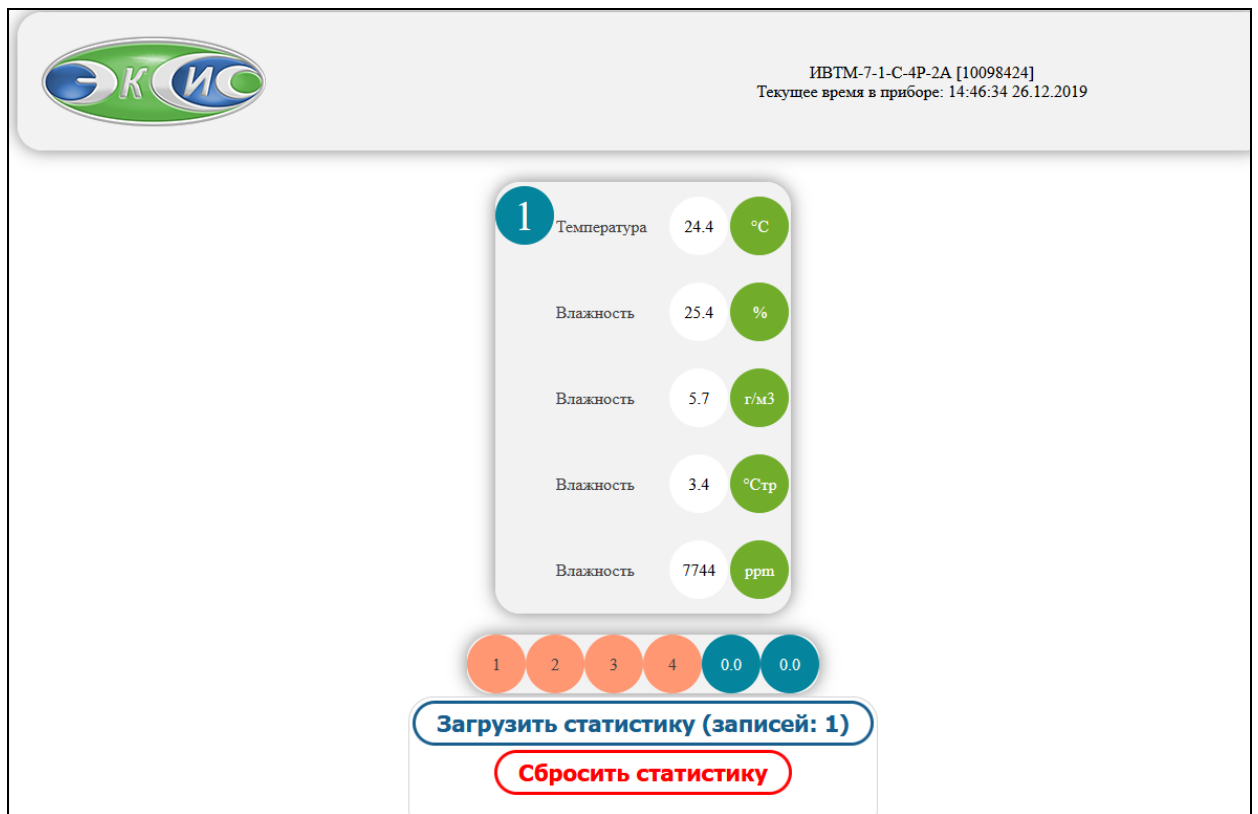 ЭКСИС
ИВТМ-7-1-С-4Р-2А [10098424]
Текущее время в приборе: 14:46:34 26.12.2019
1
Температура 24.4 °C
Влажность 25.4 %
Влажность 5.7 г/м3
Влажность 3.4 °Cтр
Влажность 7744 ppm
1 2 3 4 0.0 0.0
Загрузить статистику (записей: 1)
Сбросить статистику